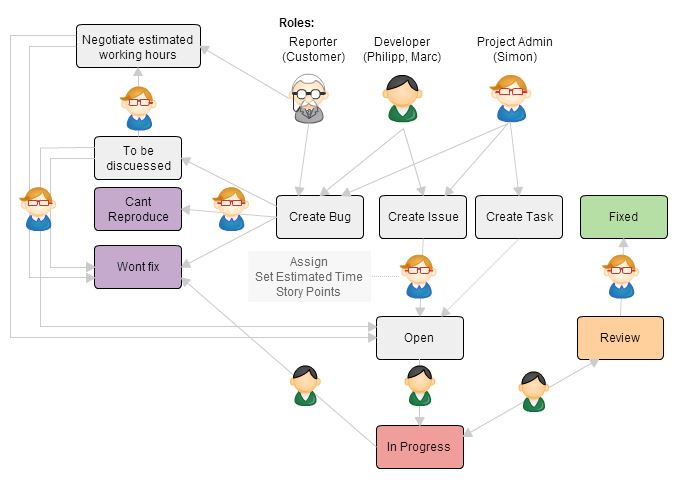 Roles:
Negotiate estimated
working hours
Reporter
(Customer)
Developer
(Philipp, Marc)
Project Admin
(Simon)
To be
discuessed
Cant
Reproduce
Create Bug
Create Issue
Create Task
Fixed
Wont fix
Assign
Set Estimated Time
Story Points
Open
Review
In Progress